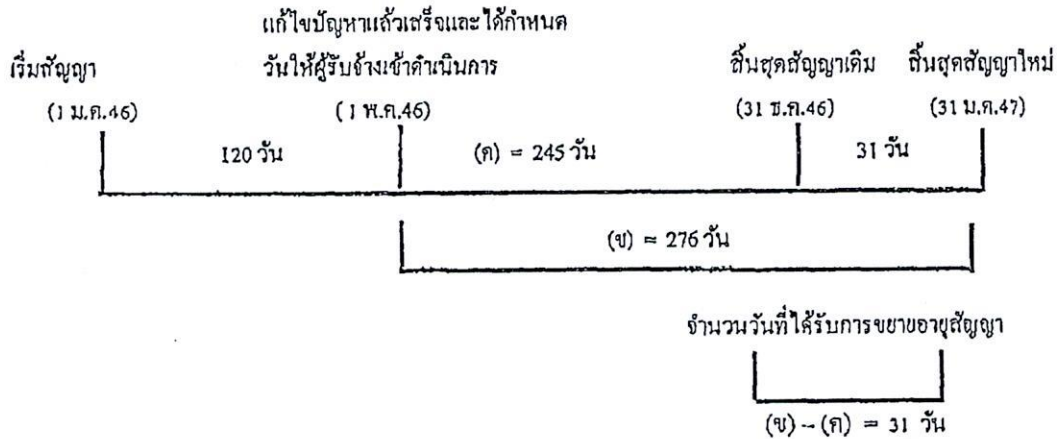 แก้ไขปัญหาแล้วเสร็จและได้กำหนด
เริ่มสัญญา วันให้ผู้รับจ้างเข้าดำเนินการ สิ้นสุดสัญญาเดิม สิ้นสุดสัญญาใหม่
(1 ม.ค.46) (1 พ.ค.46) (31 ธ.ค.46) (31 ม.ค.47)
120 วัน (ค) = 245 วัน 31 วัน
(ข) = 276 วัน
จำนวนวันที่ได้รับการขยายอายุสัญญา
(ข) – (ค) = 31 วัน